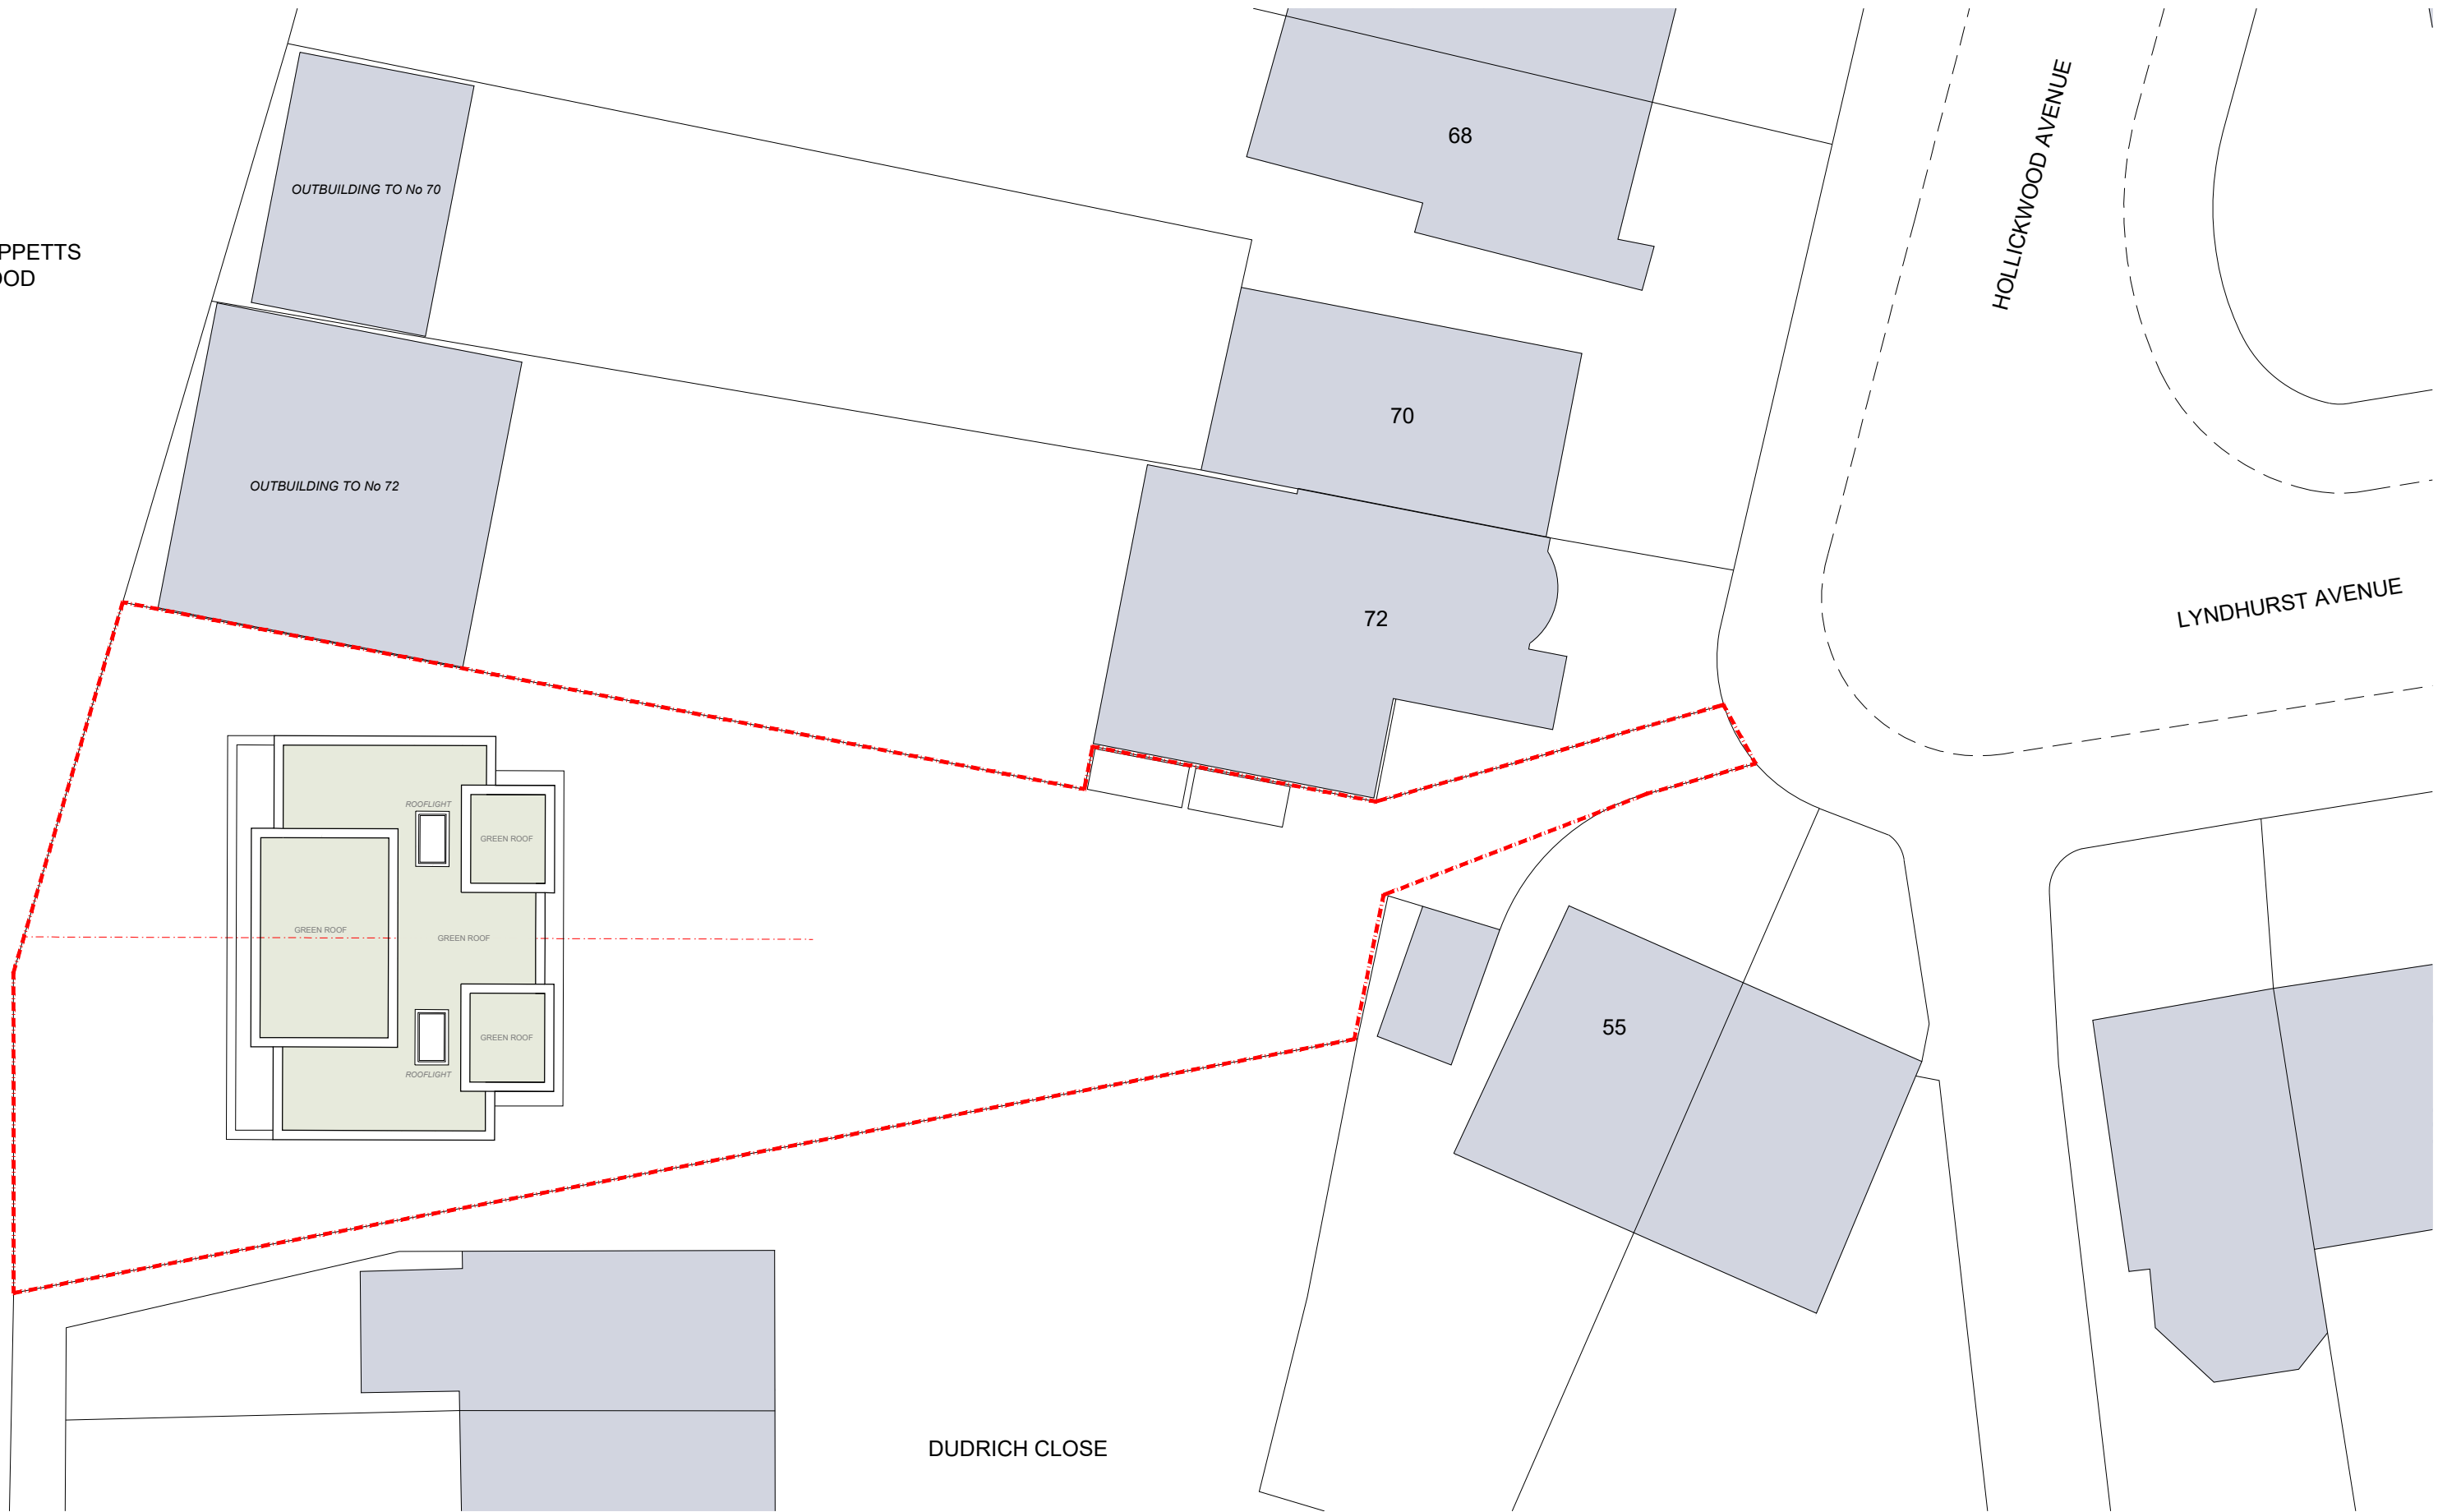 68
HOLLICKWOOD AVENUE
OUTBUILDING TO No 70
PPETTS
OOD
70
OUTBUILDING TO No 72
72
LYNDHURST AVENUE
ROOFLIGHT
GREEN ROOF
GREEN ROOF
GREEN ROOF
GREEN ROOF
ROOFLIGHT
55
DUDRICH CLOSE